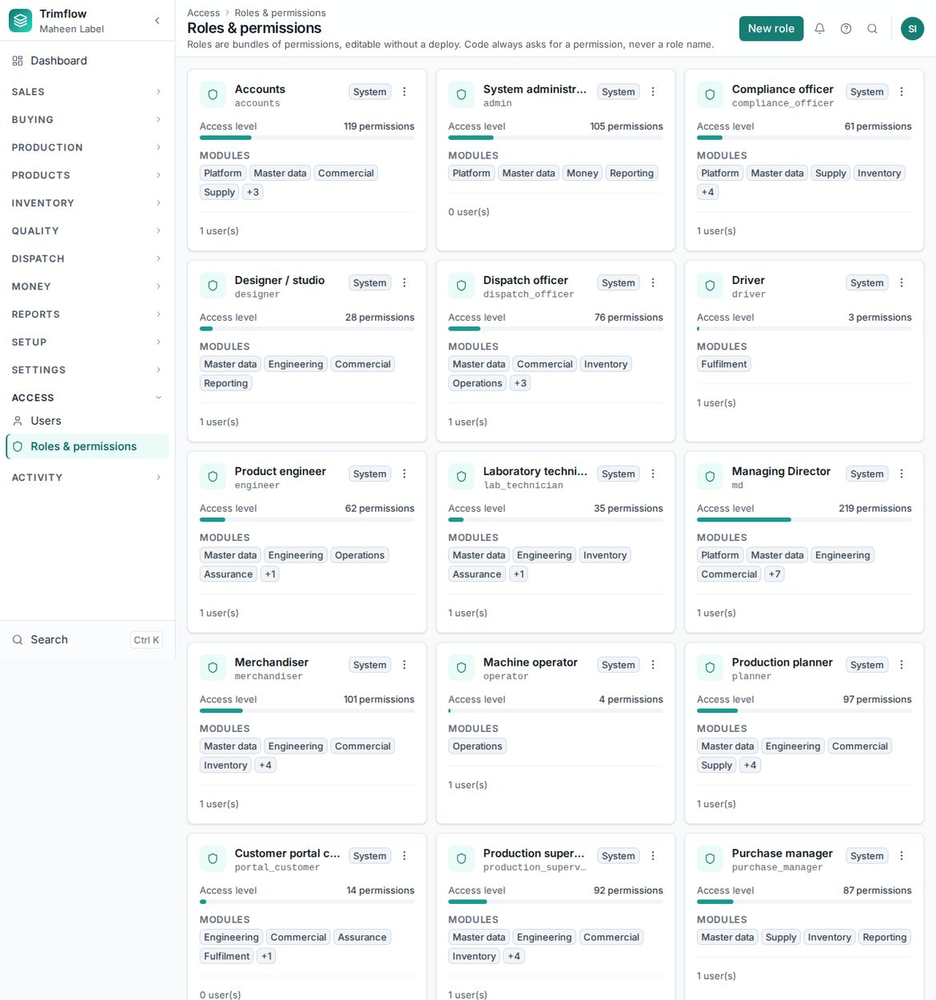 Trimflow
Maheen Label
Dashboard
SALES
BUYING
PRODUCTION
PRODUCTS
INVENTORY
QUALITY
DISPATCH
MONEY
REPORTS
SETUP
SETTINGS
ACCESS
Users
Roles & permissions
ACTIVITY
Search Ctrl K
Access > Roles & permissions
Roles & permissions
Roles are bundles of permissions, editable without a deploy. Code always asks for a permission, never a role name.
New role
SI
Accounts System
accounts
Access level 119 permissions
MODULES
Platform Master data Commercial
Supply +3
1 user(s)
System administr... System
admin
Access level 105 permissions
MODULES
Platform Master data Money Reporting
0 user(s)
Compliance officer System
compliance_officer
Access level 61 permissions
MODULES
Platform Master data Supply Inventory
+4
1 user(s)
Designer / studio System
designer
Access level 28 permissions
MODULES
Master data Engineering Commercial
Reporting
1 user(s)
Dispatch officer System
dispatch_officer
Access level 76 permissions
MODULES
Master data Commercial Inventory
Operations +3
1 user(s)
Driver System
driver
Access level 3 permissions
MODULES
Fulfilment
1 user(s)
Product engineer System
engineer
Access level 62 permissions
MODULES
Master data Engineering Operations
Assurance +1
1 user(s)
Laboratory techni... System
lab_technician
Access level 35 permissions
MODULES
Master data Engineering Inventory
Assurance +1
1 user(s)
Managing Director System
md
Access level 219 permissions
MODULES
Platform Master data Engineering
Commercial +7
1 user(s)
Merchandiser System
merchandiser
Access level 101 permissions
MODULES
Master data Engineering Commercial
Inventory +4
1 user(s)
Machine operator System
operator
Access level 4 permissions
MODULES
Operations
1 user(s)
Production planner System
planner
Access level 97 permissions
MODULES
Master data Engineering Commercial
Supply +4
1 user(s)
Customer portal c... System
portal_customer
Access level 14 permissions
MODULES
Engineering Commercial Assurance
Fulfilment +1
0 user(s)
Production super... System
production_superv...
Access level 92 permissions
MODULES
Master data Engineering Commercial
Inventory +4
1 user(s)
Purchase manager System
purchase_manager
Access level 87 permissions
MODULES
Master data Supply Inventory Reporting
1 user(s)